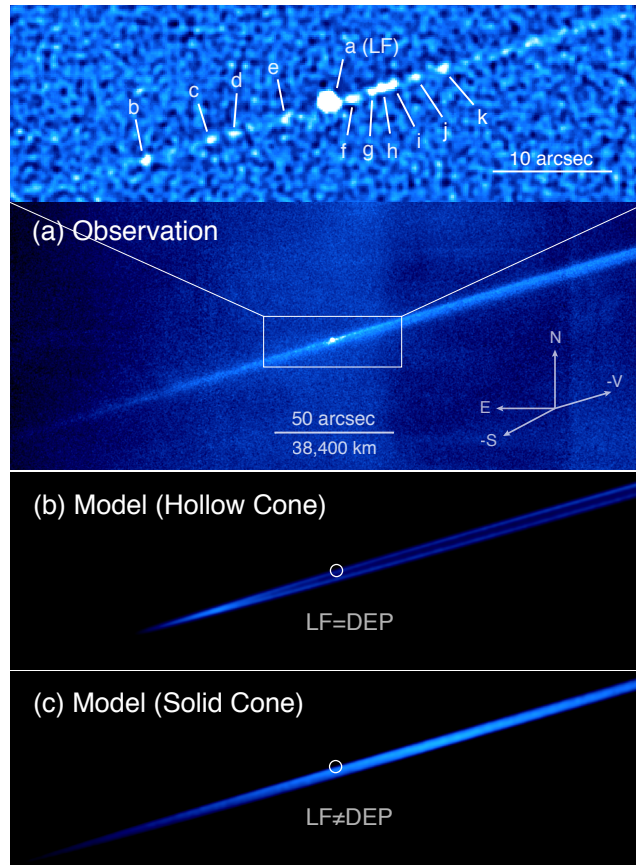 a (LF)
b
c
d
e
f
g
h
i
j
k
10 arcsec
(a) Observation
50 arcsec
38,400 km
N
-V
E
-S
(b) Model (Hollow Cone)
LF=DEP
(c) Model (Solid Cone)
LF≠DEP